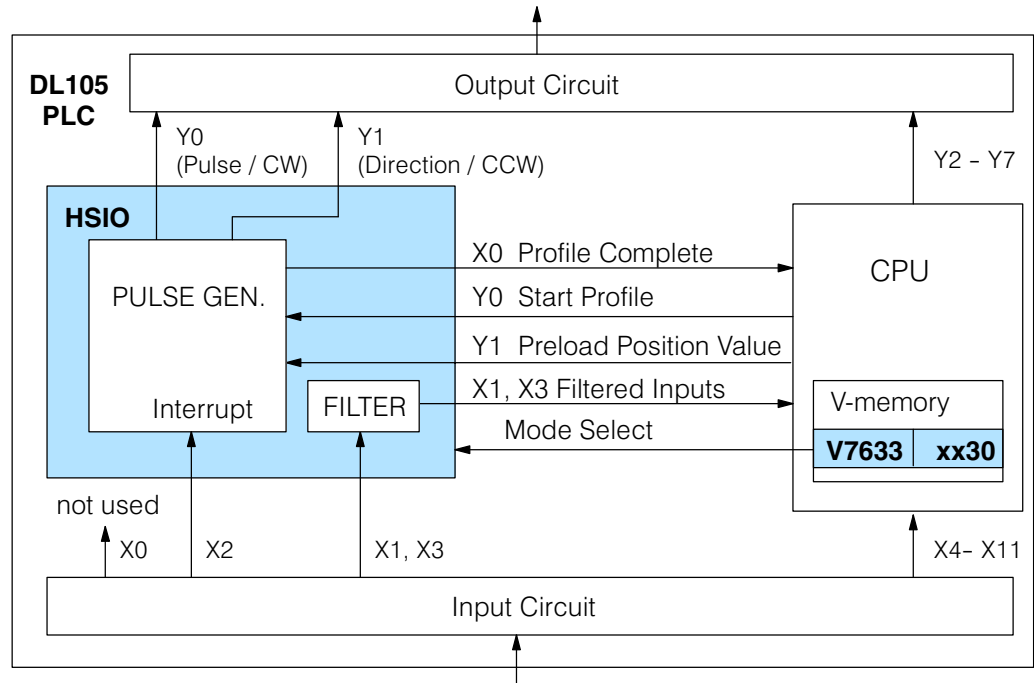 Output Circuit
DL105
PLC
Y0
(Pulse / CW)
Y1
(Direction / CCW)
Y2 – Y7
HSIO
PULSE GEN.
Interrupt
FILTER
X0 Profile Complete
Y0 Start Profile
Y1 Preload Position Value
X1, X3 Filtered Inputs
Mode Select
CPU
V-memory
V7633 xx30
not used
X0
X2
X1, X3
X4– X11
Input Circuit